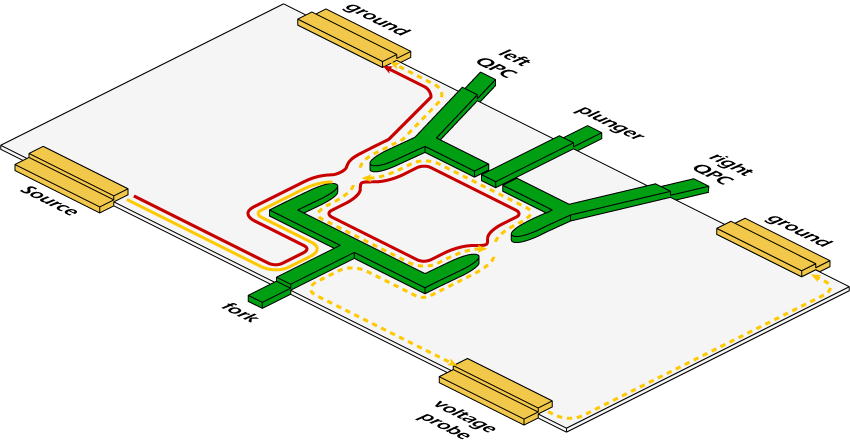 ground
left
QPC
plunger
right
QPC
Source
ground
fork
voltage
probe